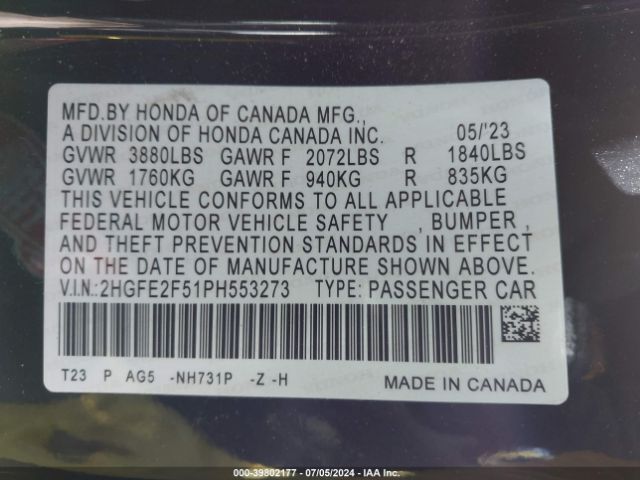 MFD.BY HONDA OF CANADA MFG.,
A DIVISION OF HONDA CANADA INC. 05/'23
GVWR 3880LBS GAWR F 2072LBS R 1840LBS
GVWR 1760KG GAWR F 940KG R 835KG
THIS VEHICLE CONFORMS TO ALL APPLICABLE
FEDERAL MOTOR VEHICLE SAFETY , BUMPER ,
AND THEFT PREVENTION STANDARDS IN EFFECT
ON THE DATE OF MANUFACTURE SHOWN ABOVE.
V.I.N.:2HGFE2F51PH553273 TYPE: PASSENGER CAR
T23 P AG5 -NH731P -Z -H MADE IN CANADA
000-39802177 - 07/05/2024 - IAAI.COM